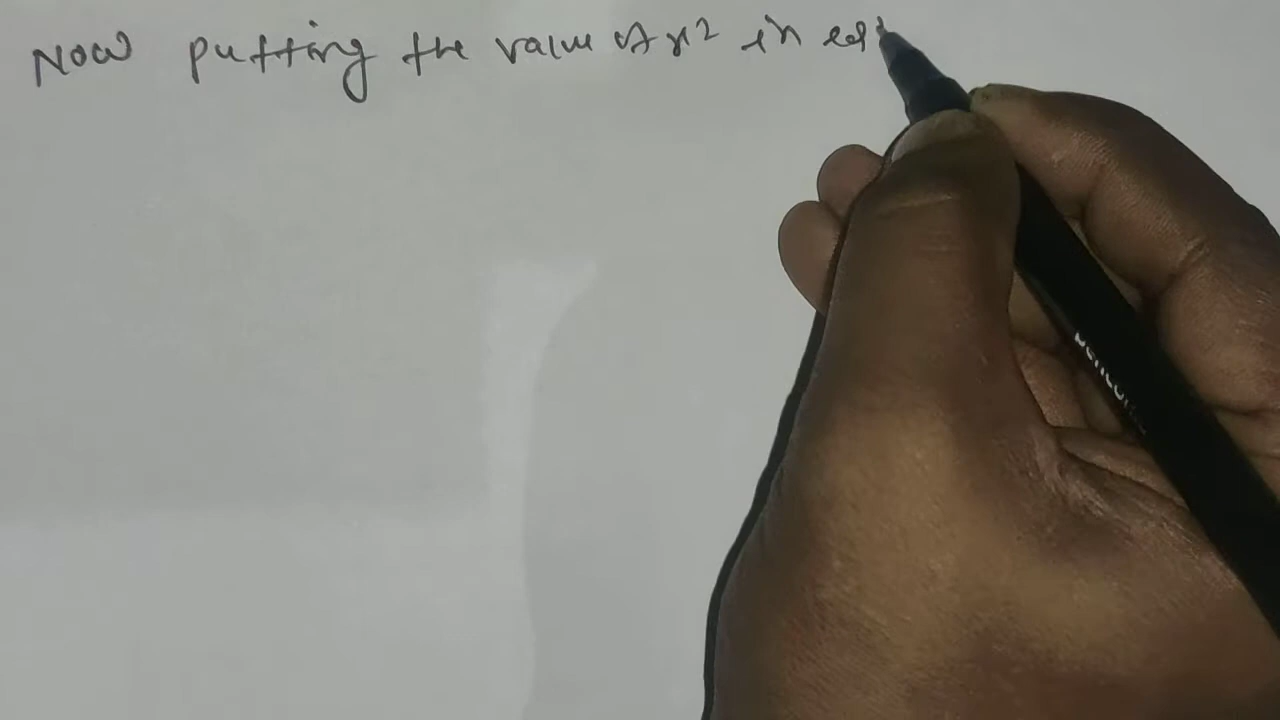 Now putting the value of x² in eq